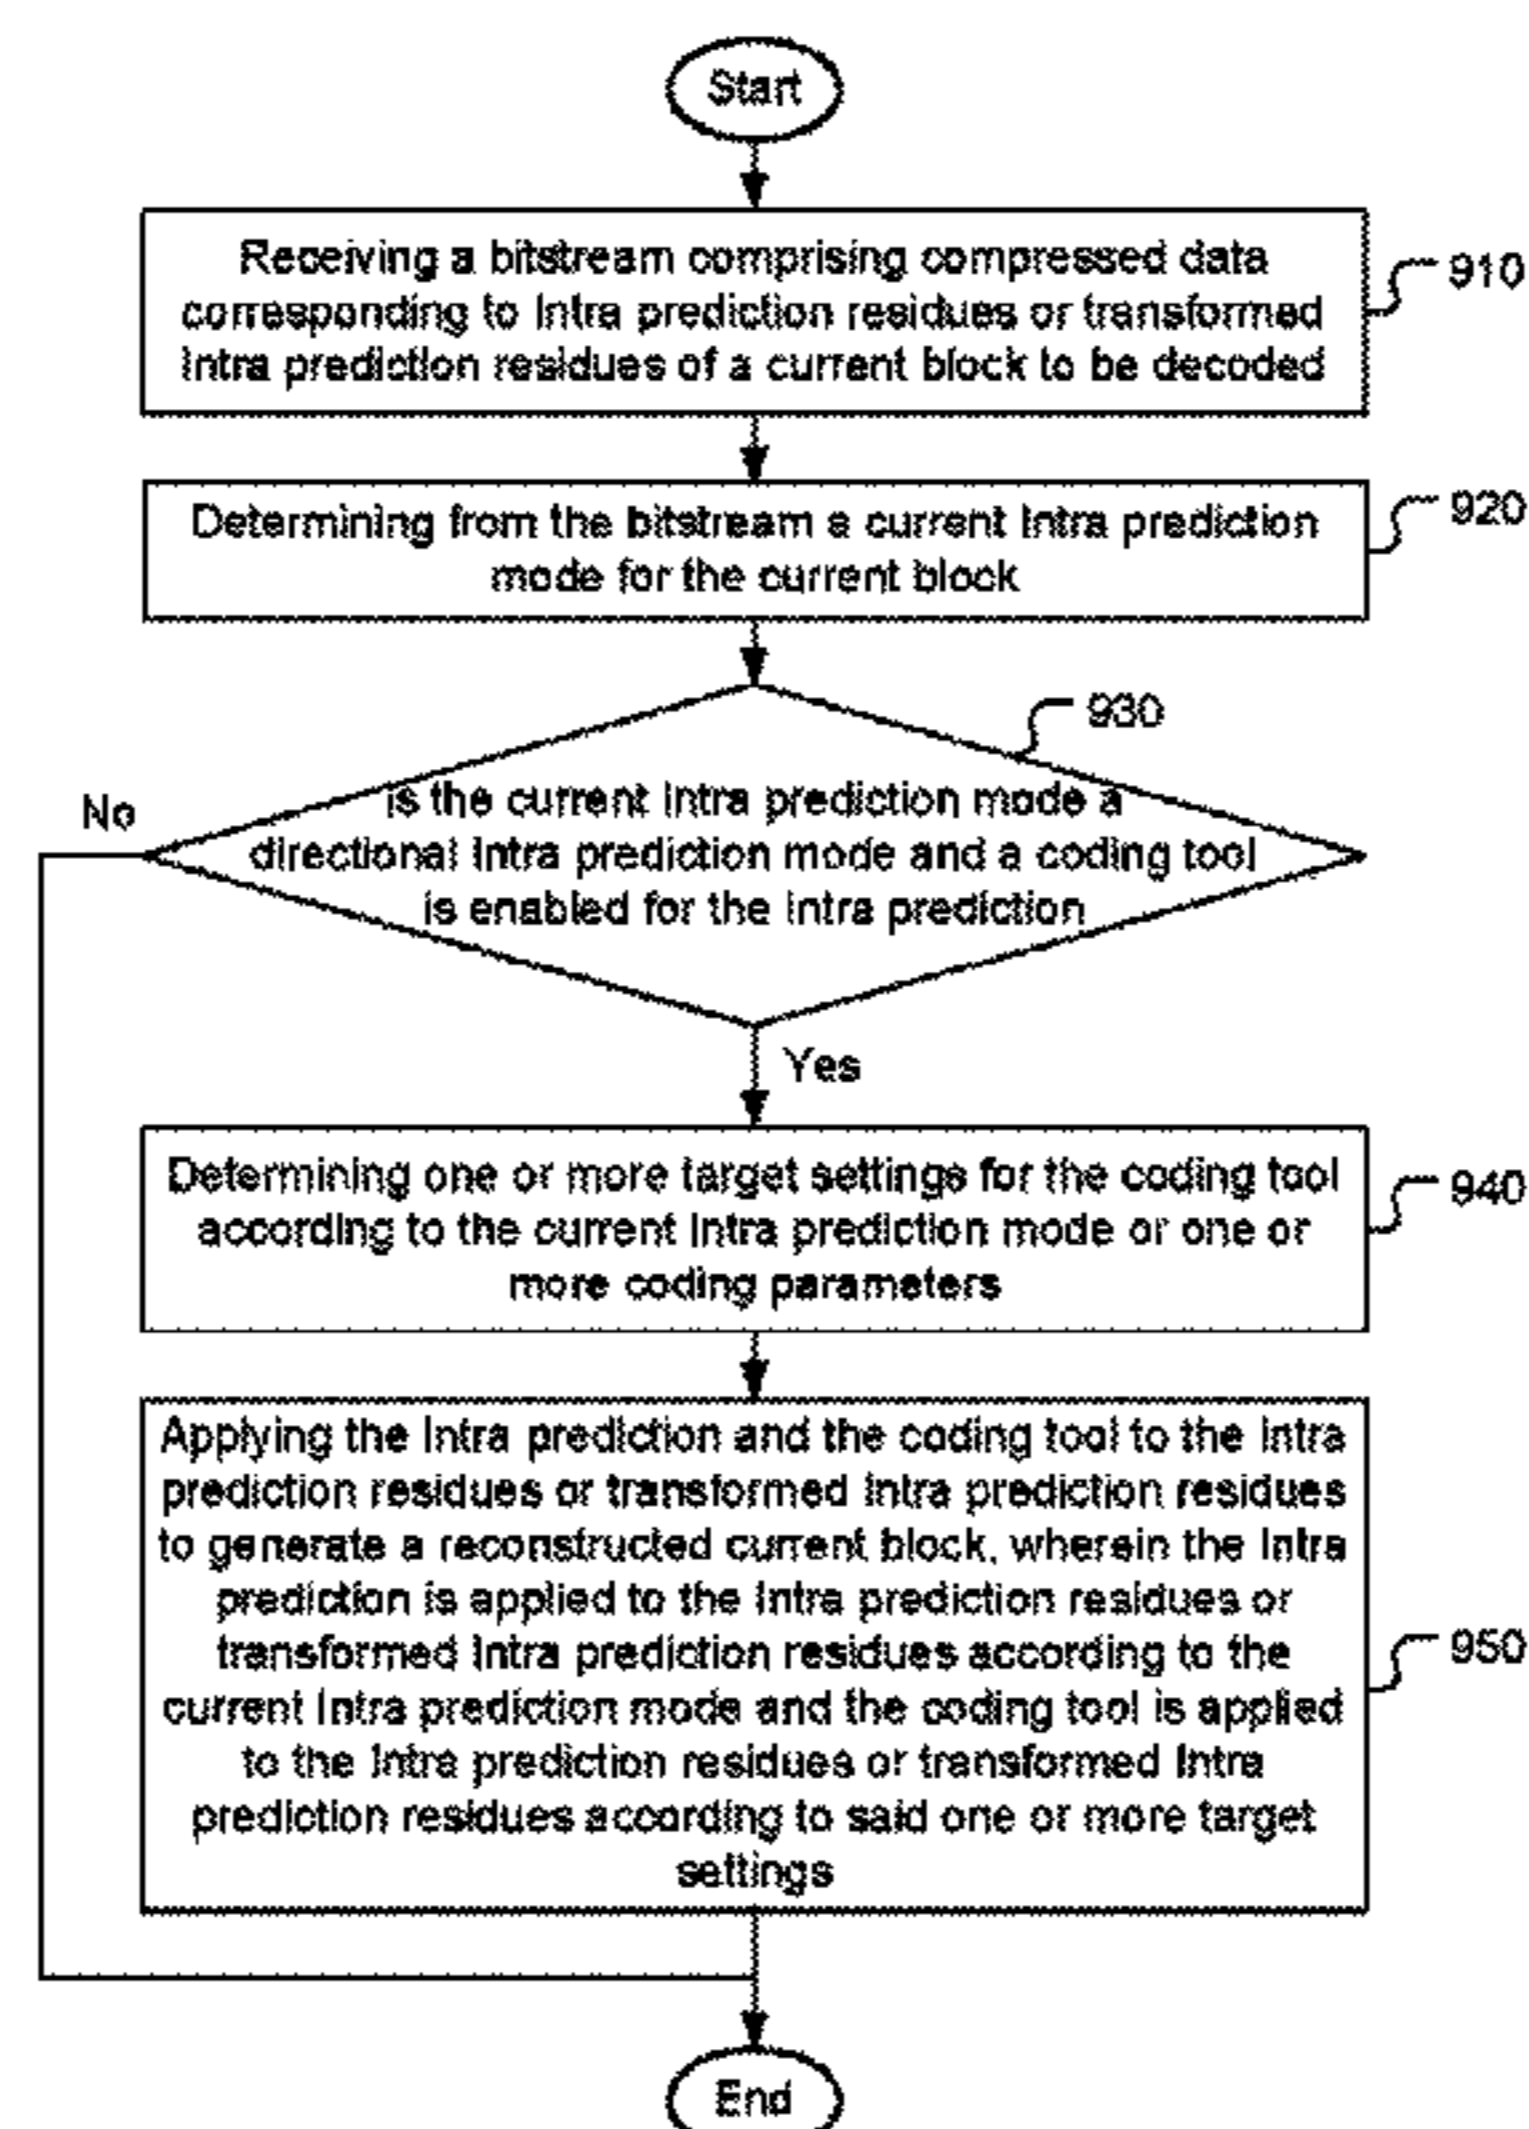 Start
Receiving a bitstream comprising compressed data
corresponding to Intra prediction residues or transformed
Intra prediction residues of a current block to be decoded
910
Determining from the bitstream a current Intra prediction
mode for the current block
920
930
No
is the current Intra prediction mode a
directional Intra prediction mode and a coding tool
is enabled for the Intra prediction
Yes
Determining one or more target settings for the coding tool
according to the current Intra prediction mode or one or
more coding parameters
940
Applying the Intra prediction and the coding tool to the Intra
prediction residues or transformed Intra prediction residues
to generate a reconstructed current block, wherein the Intra
prediction is applied to the Intra prediction residues or
transformed Intra prediction residues according to the
current Intra prediction mode and the coding tool is applied
to the Intra prediction residues or transformed Intra
prediction residues according to said one or more target
settings
950
End